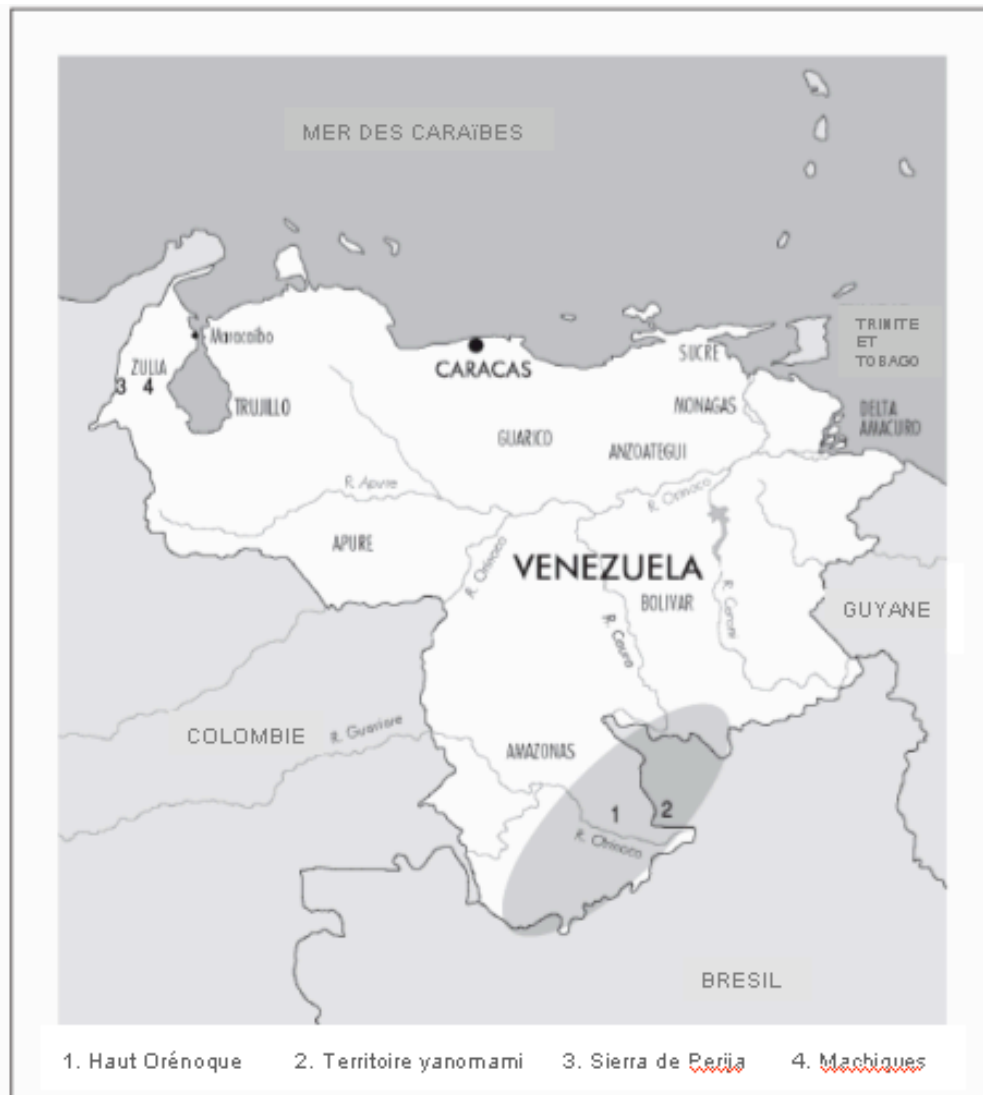 MER DES CARAÏBES
TRINITE
ET
TOBAGO
Maracaibo
CARACAS
SUCRE
ZULIA
3 4
TRUJILLO
MONAGAS
DELTA
AMACURO
GUARICO
ANZOATEGUI
R. Apure
R. Orinoco
APURE
R. Orinoco
VENEZUELA
BOLIVAR
R. Caroni
GUYANE
R. Caura
COLOMBIE
R. Guaviare
AMAZONAS
1
2
R. Orinoco
BRESIL
1. Haut Orénoque 2. Territoire yanomami 3. Sierra de Perija 4. Machiques